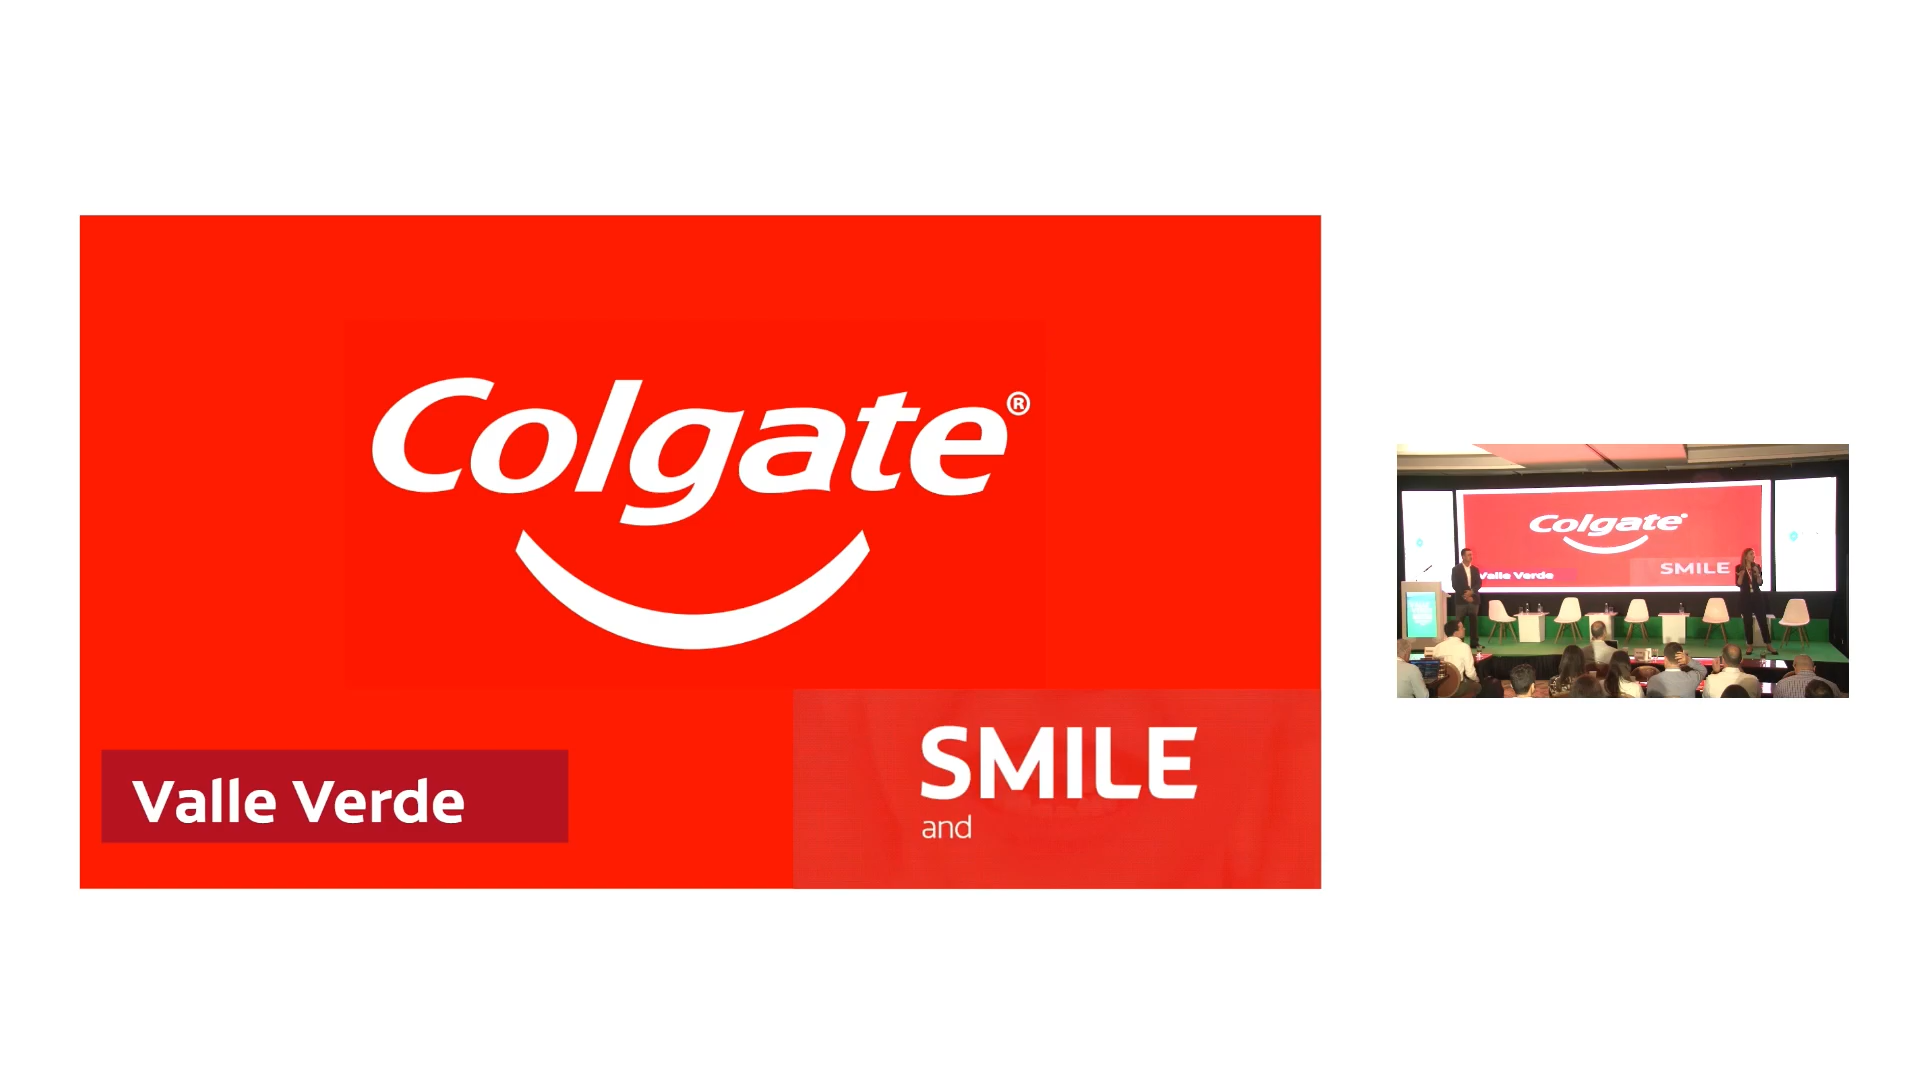 Colgate®
Valle Verde
SMILE
and
Colgate®
Valle Verde
SMILE